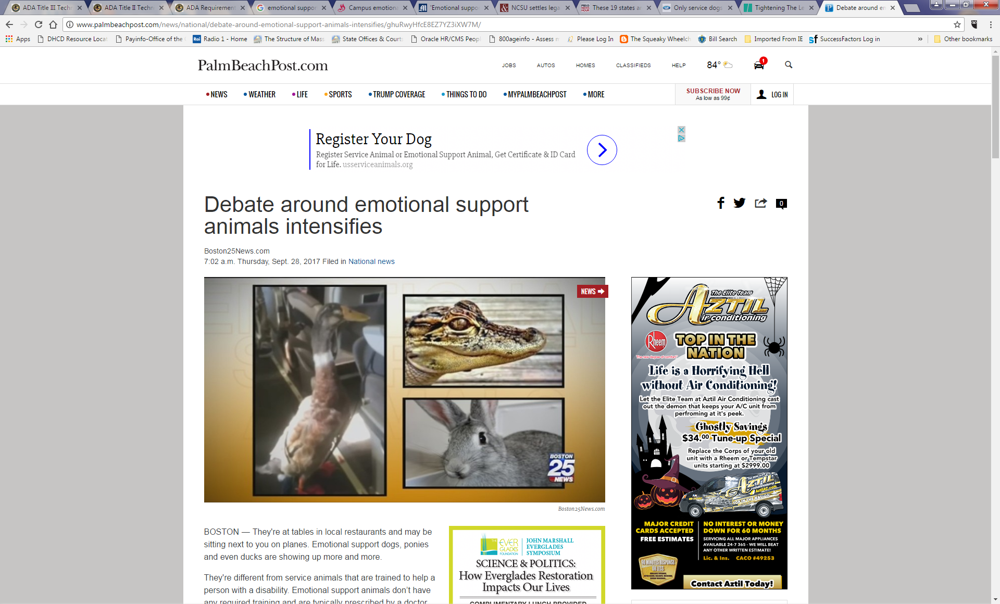 ADA Title III Techn
ADA Title II Techni
ADA Requirement
emotional suppor
Campus emotiona
'Emotional suppo
NCSU settles lega
These 19 states ar
Only service dogs
Tightening The Le
Debate around em
www.palmbeachpost.com/news/national/debate-around-emotional-support-animals-intensifies/ghuRwyHfcE8EZ7YZ3iXW7M/
Apps
DHCD Resource Locat
Payinfo-Office of the
Rai Radio 1 - Home
The Structure of Mass
State Offices & Courts
Oracle HR/CMS Peopl
800ageinfo - Assess m
Please Log In
The Squeaky Wheelch
Bill Search
Imported From IE
SuccessFactors Log in
»
Other bookmarks
PalmBeachPost.com
JOBS
AUTOS
HOMES
CLASSIFIEDS
HELP
84°
1
NEWS
WEATHER
LIFE
SPORTS
TRUMP COVERAGE
THINGS TO DO
MYPALMBEACHPOST
MORE
SUBSCRIBE NOW
As low as 99¢
LOG IN
Register Your Dog
Register Service Animal or Emotional Support Animal, Get Certificate & ID Card
for Life. usserviceanimals.org
Debate around emotional support
animals intensifies
0
Boston25News.com
7:02 a.m. Thursday, Sept. 28, 2017 Filed in National news
NEWS
BOSTON
25
NEWS
Boston25News.com
BOSTON — They're at tables in local restaurants and may be
sitting next to you on planes. Emotional support dogs, ponies
and even ducks are showing up more and more.
They're different from service animals that are trained to help a
person with a disability. Emotional support animals don't have
any required training and are typically prescribed by a doctor
THE
EVER
GLADES
FOUNDATION
JOHN MARSHALL
EVERGLADES
SYMPOSIUM
SCIENCE & POLITICS:
How Everglades Restoration
Impacts Our Lives
COMPLIMENTARY LUNCH PROVIDED
The Elite Team
AZTIL
air conditioning
Rheem
The new degree of comfort.
TOP IN THE
NATION
Life is a Horrifying Hell
without Air Conditioning!
Let the Elite Team at Aztil Air Conditioning cast
out the demon that keeps your A/C unit from
perfroming at it's peek.
Ghostly Savings
$34.00 Tune-up Special
Replace the Corps of your old
unit with a Rheem or Tempstar
units starting at $2999.00
AZTIL
air conditioning
AztilAC.com
TOP IN THE NATION
MAJOR CREDIT
CARDS ACCEPTED
FREE ESTIMATES
NO INTEREST OR MONEY
DOWN FOR 60 MONTHS
SERVICING ALL MAJOR APPLIANCES
AVAILABLE 24-7 365 - WE WILL BEAT
ANY OTHER WRITTEN ESTIMATE!
Lic. & Ins. CACO #49253
90 MINUTES RESPONSE
OR LESS
Contact Aztil Today!